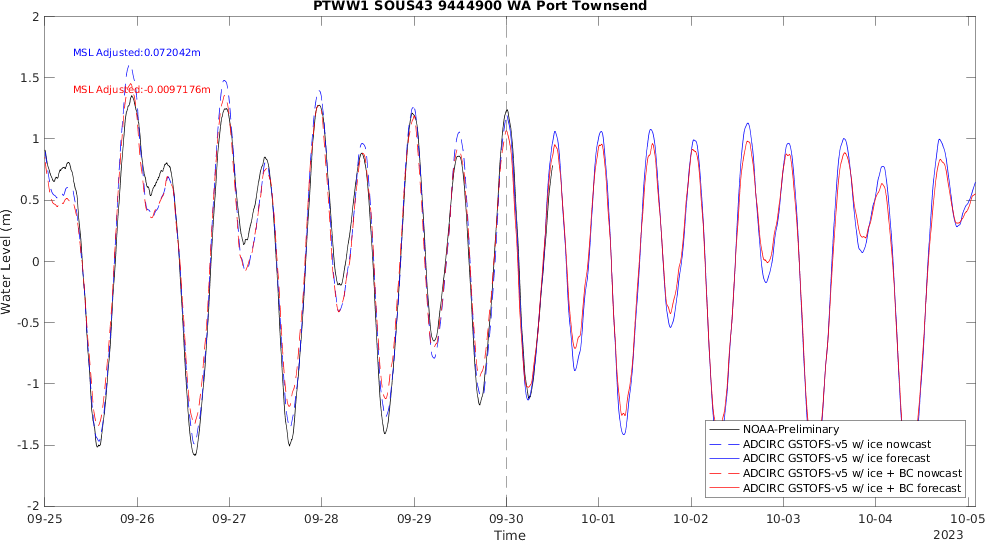 PTWW1 SOUS43 9444900 WA Port Townsend
MSL Adjusted:0.072042m
MSL Adjusted:-0.0097176m
Water Level (m)
2
1.5
1
0.5
0
-0.5
-1
-1.5
-2
NOAA-Preliminary
ADCIRC GSTOFS-v5 w/ ice nowcast
ADCIRC GSTOFS-v5 w/ ice forecast
ADCIRC GSTOFS-v5 w/ ice + BC nowcast
ADCIRC GSTOFS-v5 w/ ice + BC forecast
09-25 09-26 09-27 09-28 09-29 09-30 10-01 10-02 10-03 10-04 10-05
Time
2023